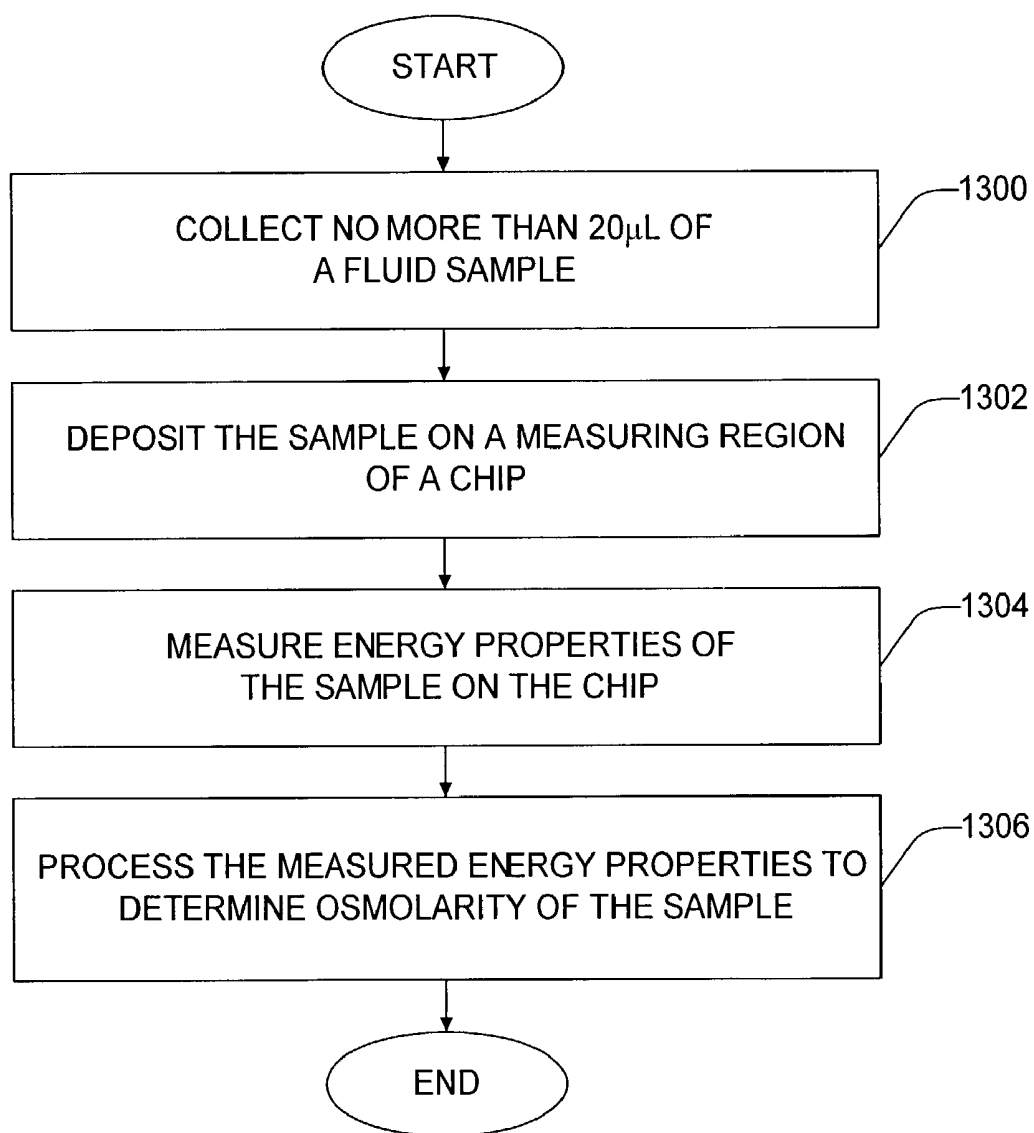 START
1300
COLLECT NO MORE THAN 20μL OF
A FLUID SAMPLE
1302
DEPOSIT THE SAMPLE ON A MEASURING REGION
OF A CHIP
1304
MEASURE ENERGY PROPERTIES OF
THE SAMPLE ON THE CHIP
1306
PROCESS THE MEASURED ENERGY PROPERTIES TO
DETERMINE OSMOLARITY OF THE SAMPLE
END